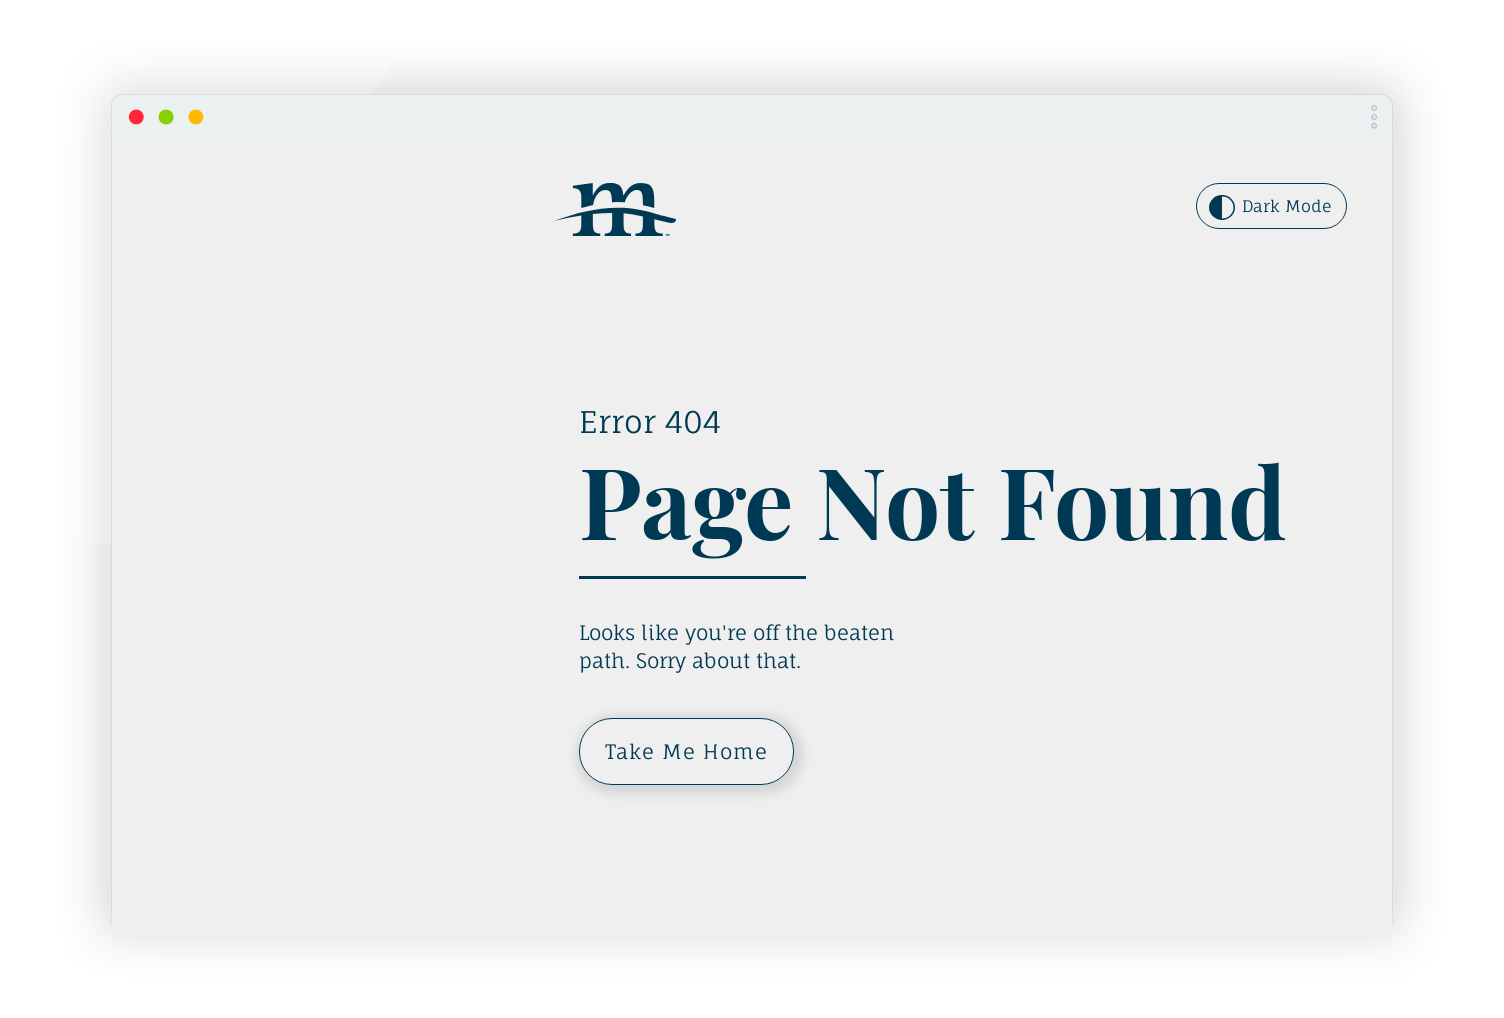 m
Dark Mode
Error 404
Page Not Found
Looks like you're off the beaten
path. Sorry about that.
Take Me Home